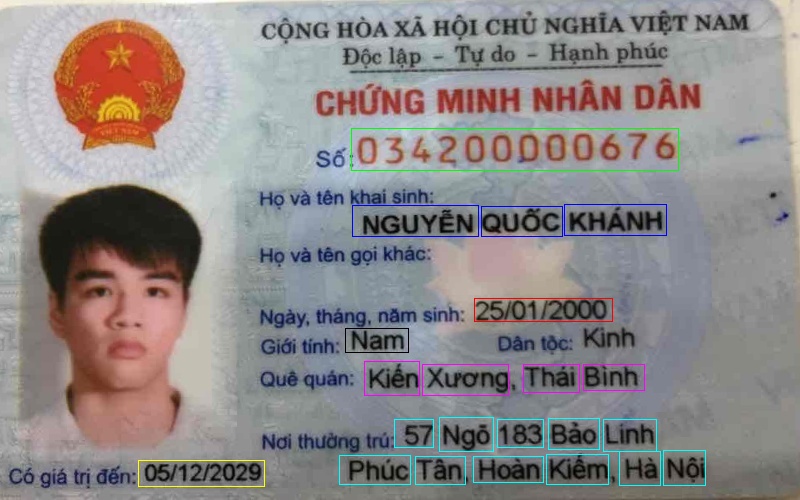 CỘNG HÒA XÃ HỘI CHỦ NGHĨA VIỆT NAM
Độc lập - Tự do - Hạnh phúc
CHỨNG MINH NHÂN DÂN
Số: 034200000676
Họ và tên khai sinh:
NGUYỄN QUỐC KHÁNH
Họ và tên gọi khác:
Ngày, tháng, năm sinh: 25/01/2000
Giới tính: Nam Dân tộc: Kinh
Quê quán: Kiến Xương, Thái Bình
Nơi thường trú: 57 Ngõ 183 Bảo Linh
Phúc Tân, Hoàn Kiếm, Hà Nội
Có giá trị đến: 05/12/2029